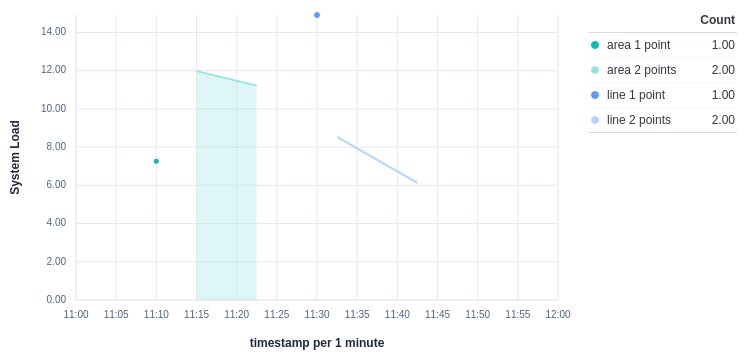 Count
area 1 point 1.00
area 2 points 2.00
line 1 point 1.00
line 2 points 2.00
System Load
14.00
12.00
10.00
8.00
6.00
4.00
2.00
0.00
11:00 11:05 11:10 11:15 11:20 11:25 11:30 11:35 11:40 11:45 11:50 11:55 12:00
timestamp per 1 minute